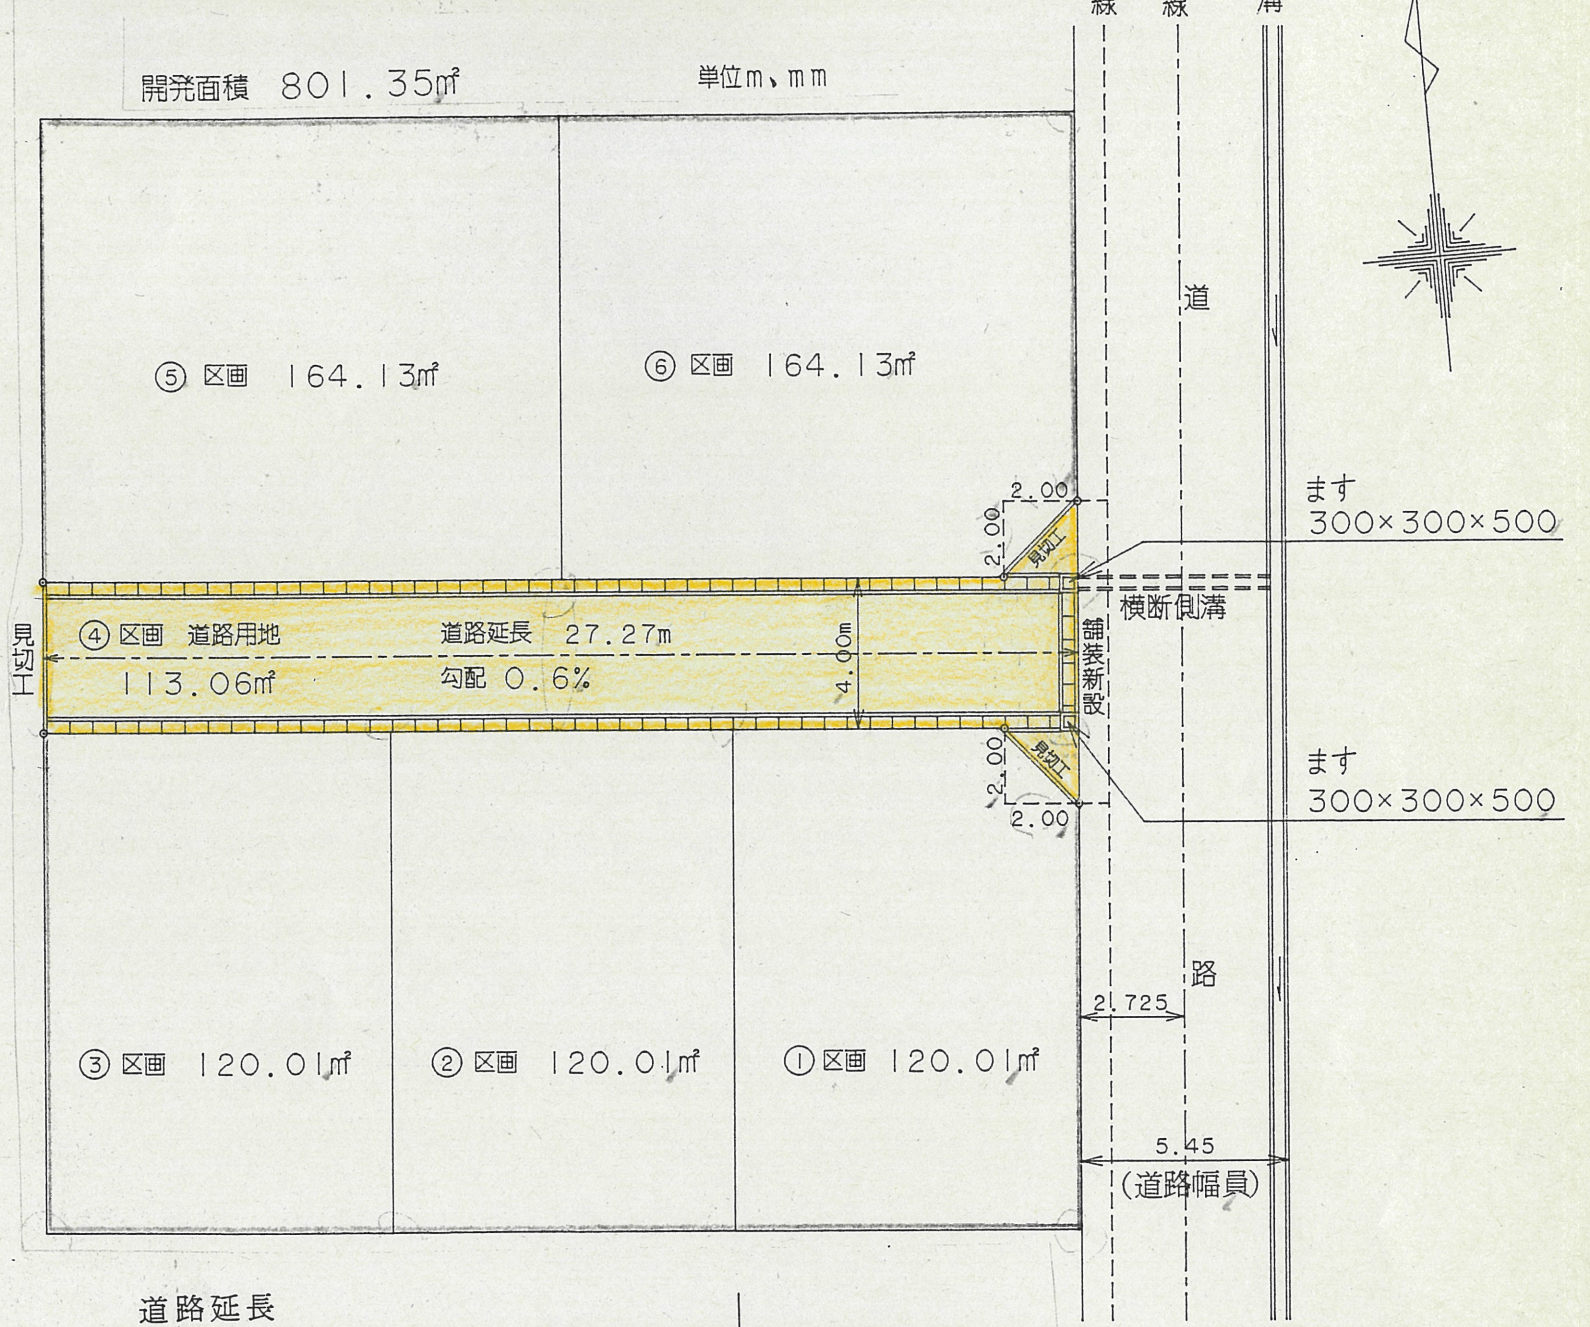 線 線 溝
開発面積 801.35㎡
単位m、mm
道
⑤ 区画 164.13㎡
⑥ 区画 164.13㎡
2.00
2.00
見切工
ます
300×300×500
横断側溝
見切工
④ 区画 道路用地
113.06㎡
道路延長 27.27m
勾配 0.6%
4.00m
舗装新設
2.00
見切工
2.00
ます
300×300×500
路
2.725
③ 区画 120.01㎡
② 区画 120.01㎡
① 区画 120.01㎡
5.45
(道路幅員)
道路延長